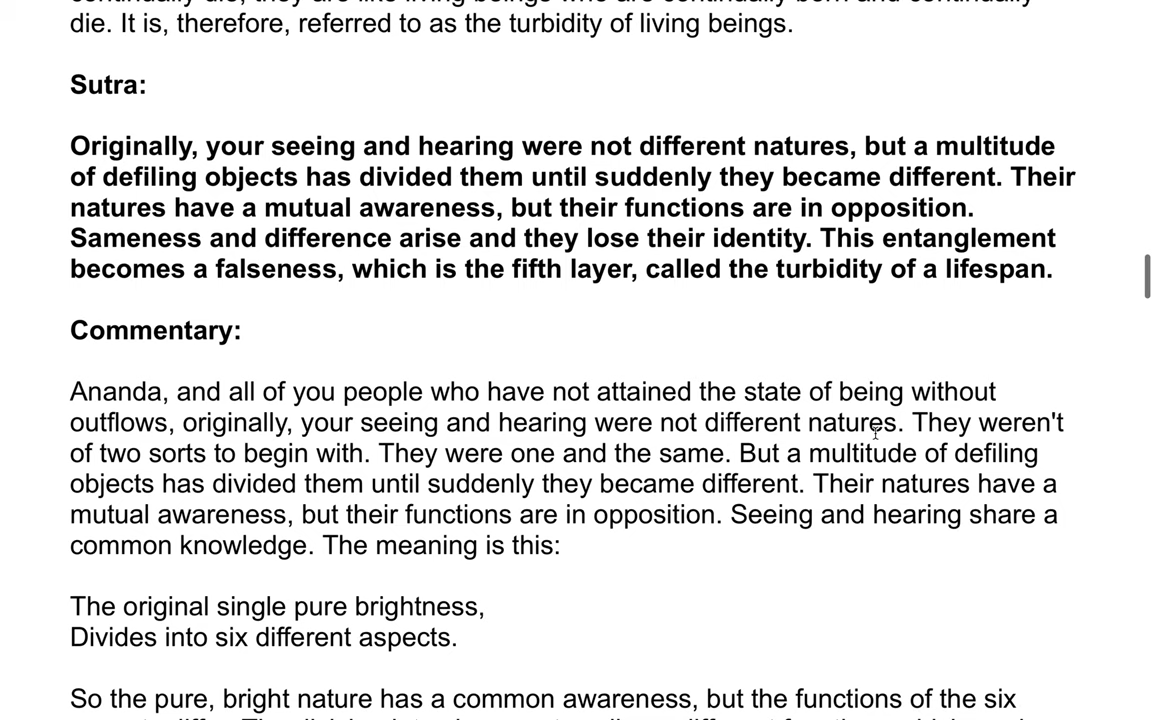 die. It is, therefore, referred to as the turbidity of living beings.
Sutra:
Originally, your seeing and hearing were not different natures, but a multitude
of defiling objects has divided them until suddenly they became different. Their
natures have a mutual awareness, but their functions are in opposition.
Sameness and difference arise and they lose their identity. This entanglement
becomes a falseness, which is the fifth layer, called the turbidity of a lifespan.
Commentary:
Ananda, and all of you people who have not attained the state of being without
outflows, originally, your seeing and hearing were not different natures. They weren't
of two sorts to begin with. They were one and the same. But a multitude of defiling
objects has divided them until suddenly they became different. Their natures have a
mutual awareness, but their functions are in opposition. Seeing and hearing share a
common knowledge. The meaning is this:
The original single pure brightness,
Divides into six different aspects.
So the pure, bright nature has a common awareness, but the functions of the six